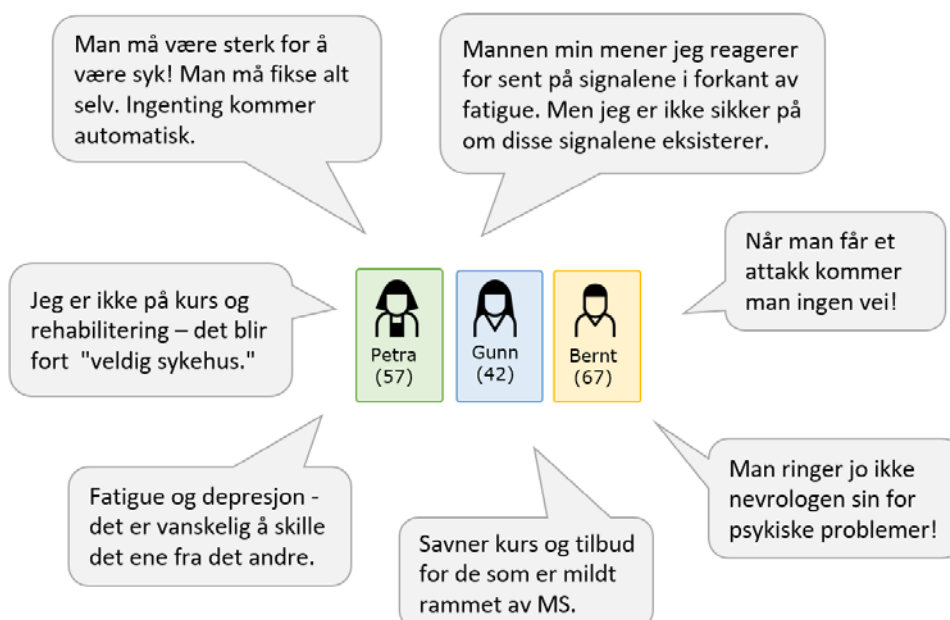 Man må være sterk for å
være syk! Man må fikse alt
selv. Ingenting kommer
automatisk.
Mannen min mener jeg reagerer
for sent på signalene i forkant av
fatigue. Men jeg er ikke sikker på
om disse signalene eksisterer.
Når man får et
attakk kommer
man ingen vei!
Jeg er ikke på kurs og
rehabilitering – det blir
fort "veldig sykehus."
Petra
(57)
Gunn
(42)
Bernt
(67)
Fatigue og depresjon -
det er vanskelig å skille
det ene fra det andre.
Savner kurs og tilbud
for de som er mildt
rammet av MS.
Man ringer jo ikke
nevrologen sin for
psykiske problemer!